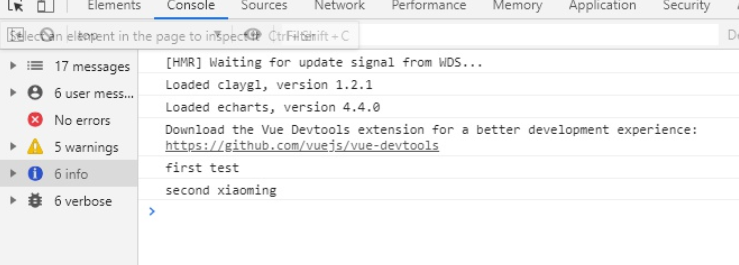 Elements Console Sources Network Performance Memory Application Security
Select an element in the page to inspect it Ctrl+Shift+C
top
Filter
17 messages
6 user mess...
No errors
5 warnings
6 info
6 verbose
[HMR] Waiting for update signal from WDS...
Loaded claygl, version 1.2.1
Loaded echarts, version 4.4.0
Download the Vue Devtools extension for a better development experience:
https://github.com/vuejs/vue-devtools
first test
second xiaoming